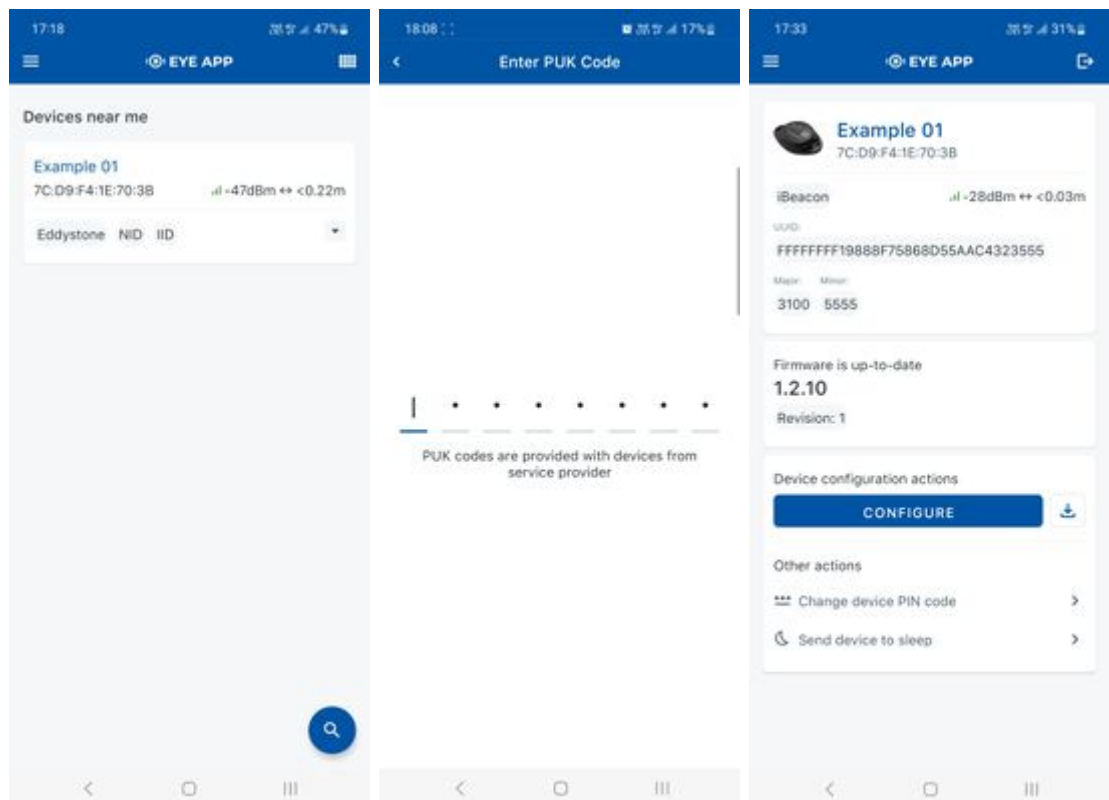 17:18
47%
EYE APP
Devices near me
Example 01
7C:D9:F4:1E:70:3B
-47dBm ↔ <0.22m
Eddystone NID IID
18:08
17%
Enter PUK Code
PUK codes are provided with devices from
service provider
17:33
31%
EYE APP
Example 01
7C:D9:F4:1E:70:3B
iBeacon
-28dBm ↔ <0.03m
UUID:
FFFFFFFF19888F75868D55AAC4323555
Major: Minor:
3100 5555
Firmware is up-to-date
1.2.10
Revision: 1
Device configuration actions
CONFIGURE
Other actions
Change device PIN code
Send device to sleep